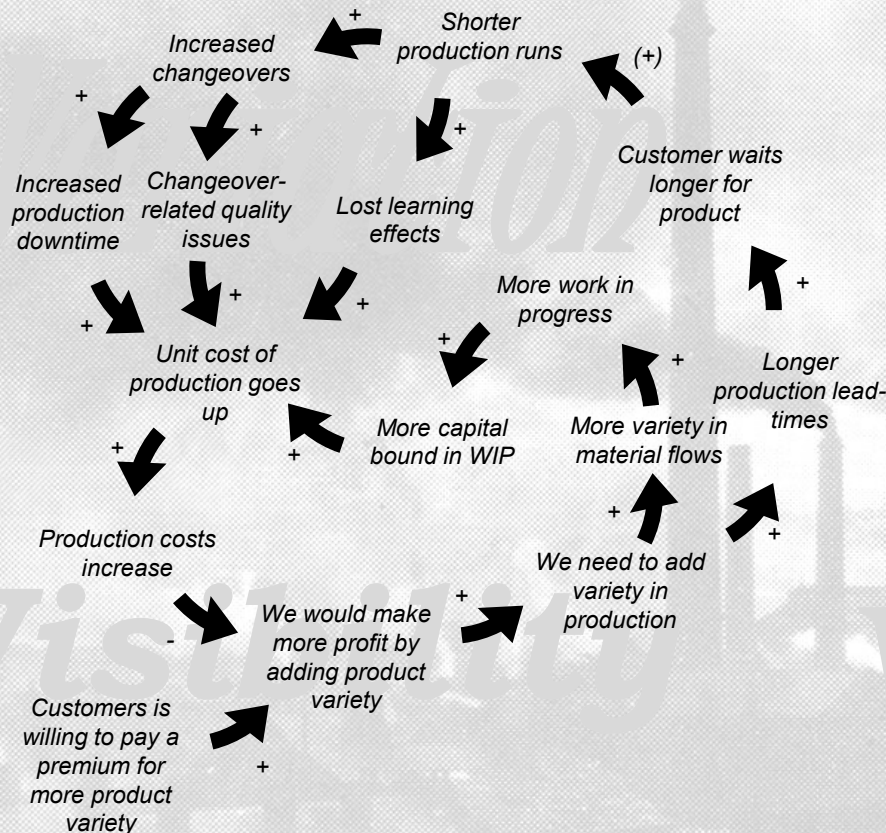 Shorter
production runs
+
Increased
changeovers
(+)
+
+
+
Customer waits
longer for
product
Increased
production
downtime
Changeover-
related quality
issues
Lost learning
effects
More work in
progress
+
+
+
+
+
+
Unit cost of
production goes
up
Longer
production lead-
times
More capital
bound in WIP
More variety in
material flows
+
+
+
+
Production costs
increase
We need to add
variety in
production
+
-
We would make
more profit by
adding product
variety
Customers is
willing to pay a
premium for
more product
variety
+
Visibility